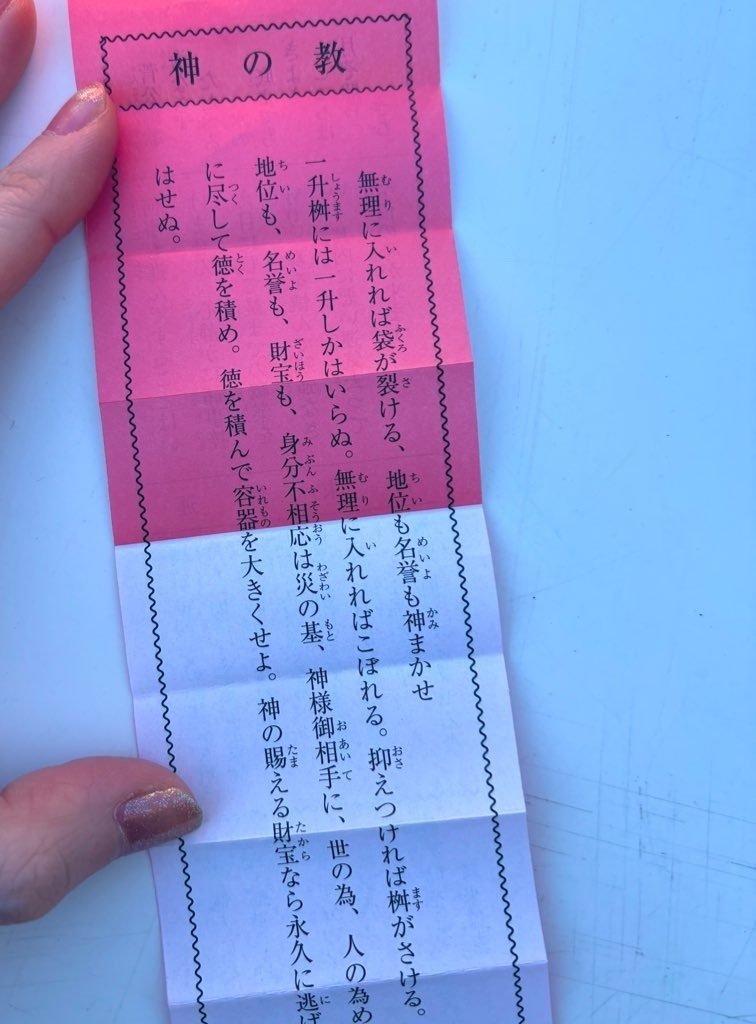 神の教
無理に入れれば袋が裂ける、地位も名誉も神まかせ
一升桝には一升しかはいらぬ。無理に入れればこぼれる。抑えつければ桝がさける。
地位も、名誉も、財宝も、身分不相応は災の基、神様御相手に、世の為、人の為め
に尽して徳を積め。徳を積んで容器を大きくせよ。神の賜える財宝なら永久に逃げ
はせぬ。